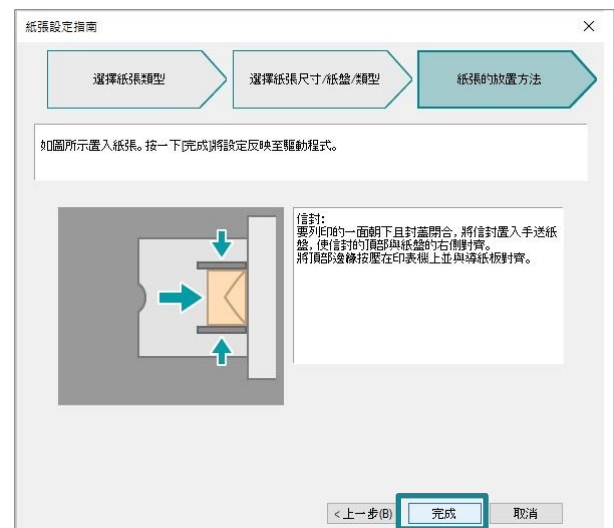 紙張設定指南
選擇紙張類型
選擇紙張尺寸/紙盤/類型
紙張的放置方法
如圖所示置入紙張。按一下[完成]將設定反映至驅動程式。
信封:
要列印的一面朝下且封蓋閉合,將信封置入手送紙
盤,使信封的頂部與紙盤的右側對齊。
將頂部邊緣按壓在印表機上並與導紙板對齊。
<上一步(B)
完成
取消